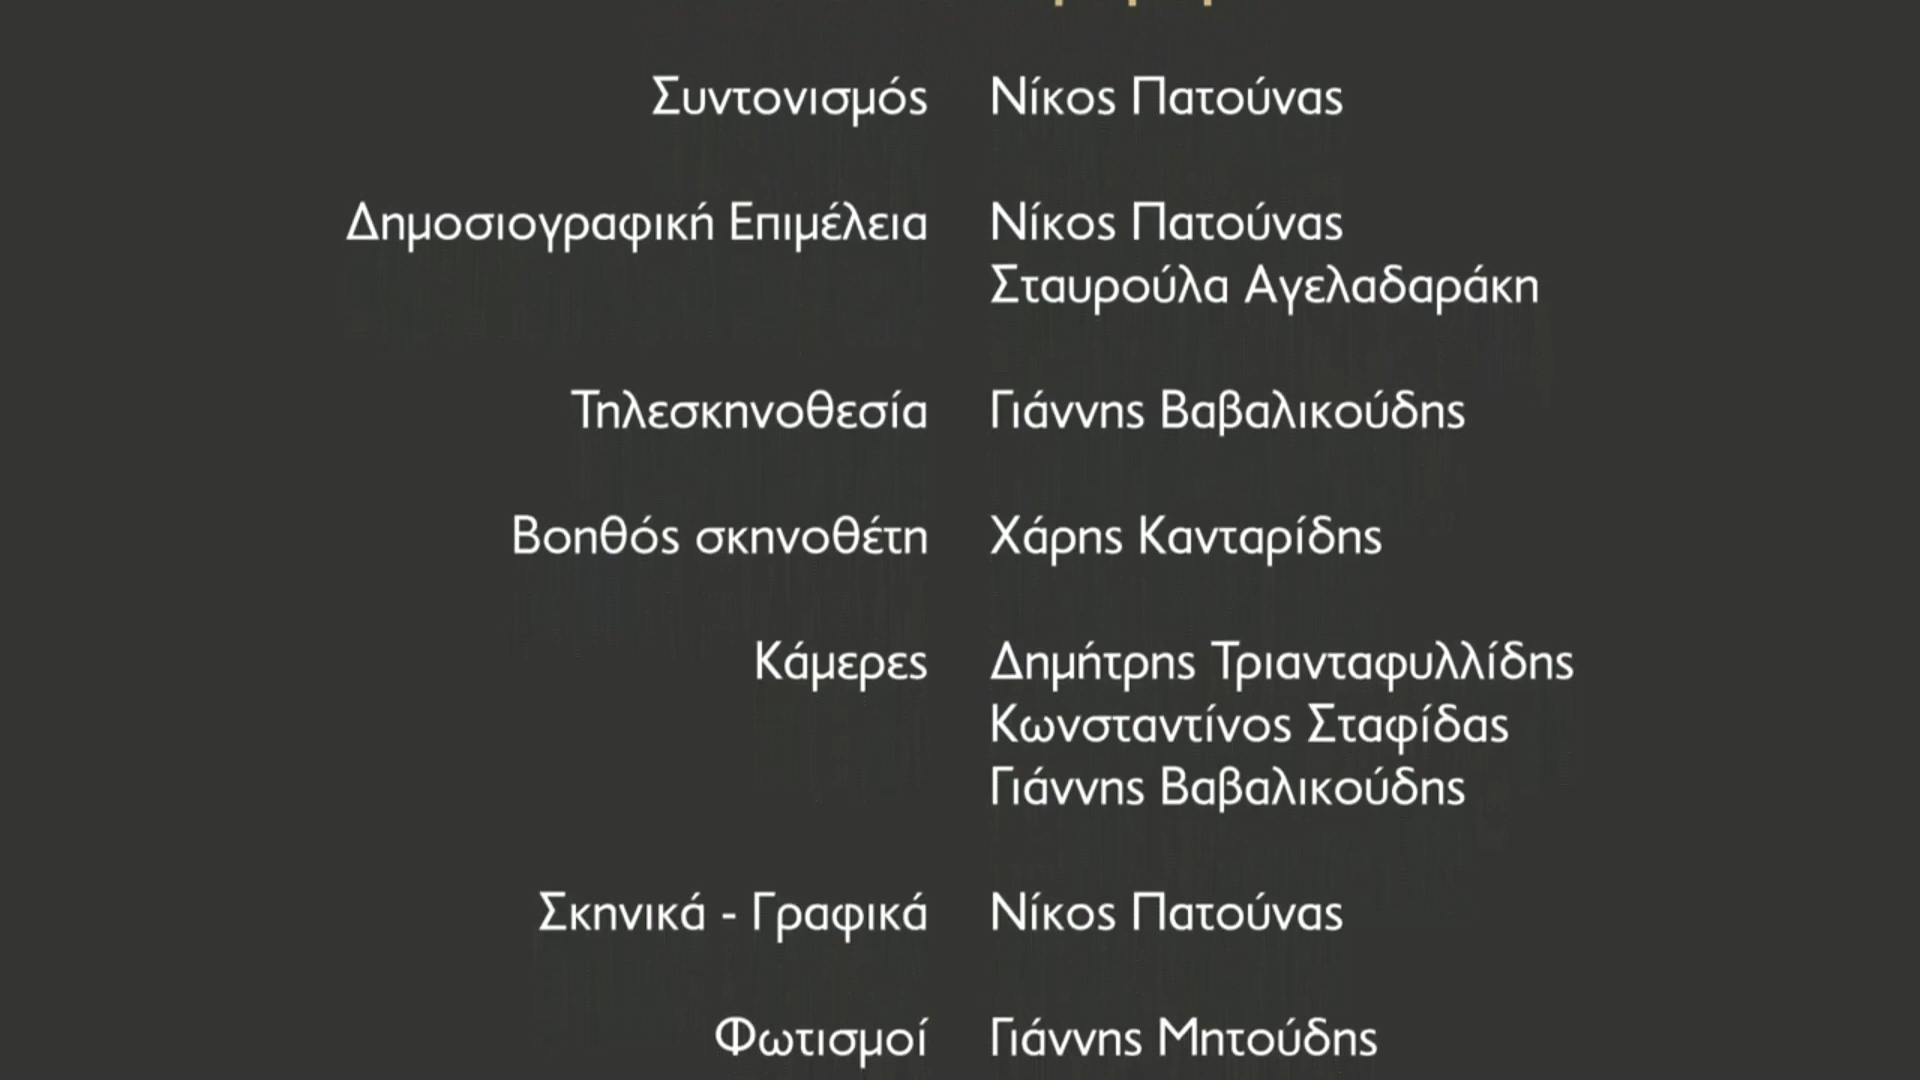 Συντονισμός Νίκος Πατούνας
Δημοσιογραφική Επιμέλεια Νίκος Πατούνας
Σταυρούλα Αγελαδαράκη
Τηλεσκηνοθεσία Γιάννης Βαβαλικούδης
Βοηθός σκηνοθέτη Χάρης Κανταρίδης
Κάμερες Δημήτρης Τριανταφυλλίδης
Κωνσταντίνος Σταφίδας
Γιάννης Βαβαλικούδης
Σκηνικά - Γραφικά Νίκος Πατούνας
Φωτισμοί Γιάννης Μητούδης